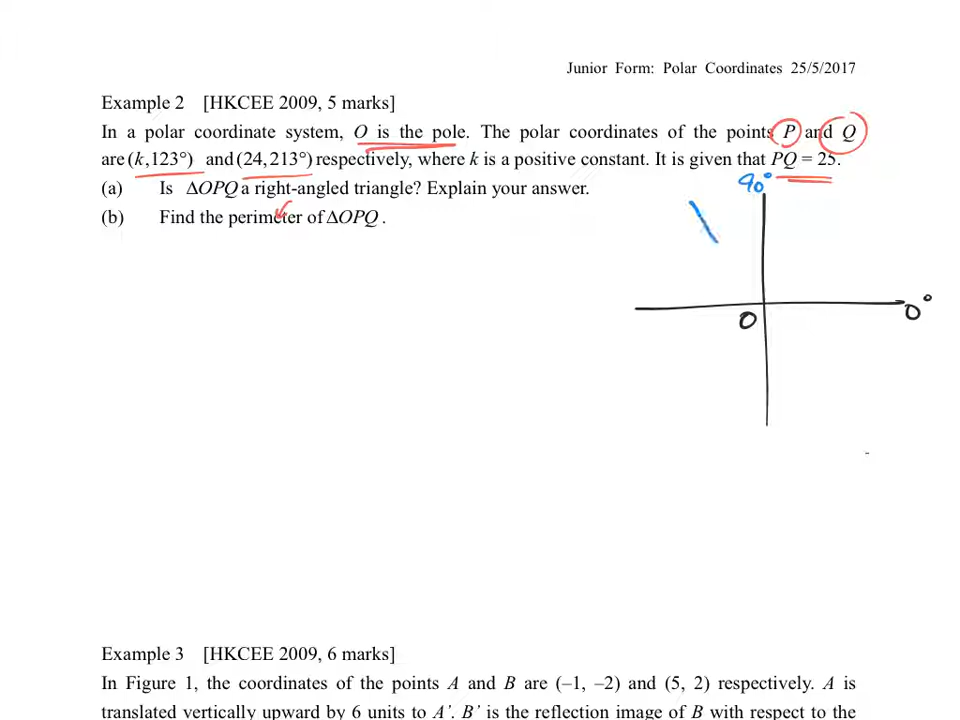 Junior Form: Polar Coordinates 25/5/2017
Example 2 [HKCEE 2009, 5 marks]
In a polar coordinate system, O is the pole. The polar coordinates of the points P and Q
are (k,123°) and (24,213°) respectively, where k is a positive constant. It is given that PQ = 25.
(a) Is ΔOPQ a right-angled triangle? Explain your answer.
(b) Find the perimeter of ΔOPQ.
90°
0°
O
Example 3 [HKCEE 2009, 6 marks]
In Figure 1, the coordinates of the points A and B are (–1, –2) and (5, 2) respectively. A is
translated vertically upward by 6 units to A’. B’ is the reflection image of B with respect to the